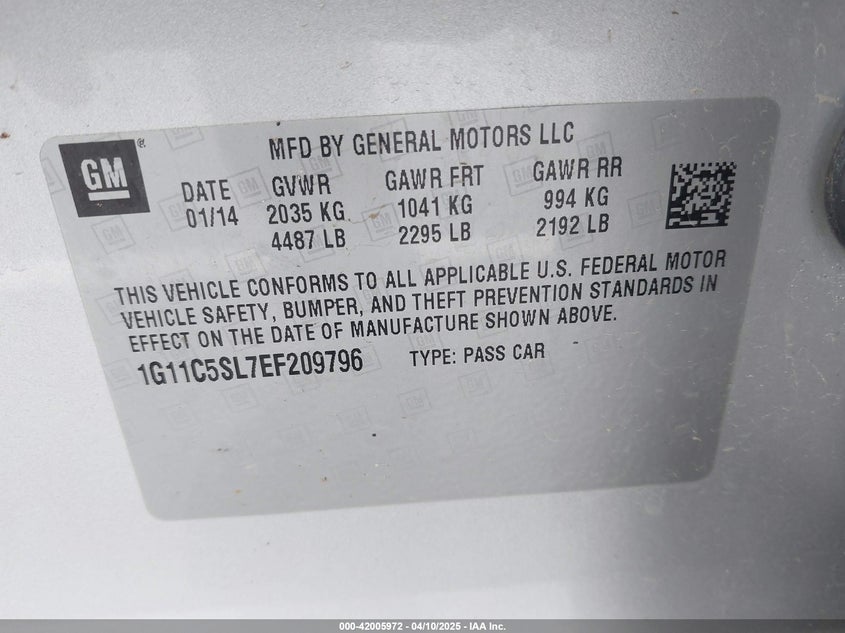 GM®
MFD BY GENERAL MOTORS LLC
DATE GVWR GAWR FRT GAWR RR
01/14 2035 KG 1041 KG 994 KG
4487 LB 2295 LB 2192 LB
THIS VEHICLE CONFORMS TO ALL APPLICABLE U.S. FEDERAL MOTOR
VEHICLE SAFETY, BUMPER, AND THEFT PREVENTION STANDARDS IN
EFFECT ON THE DATE OF MANUFACTURE SHOWN ABOVE.
1G11C5SL7EF209796 TYPE: PASS CAR
000-42005972 - 04/10/2025 - IAA Inc.